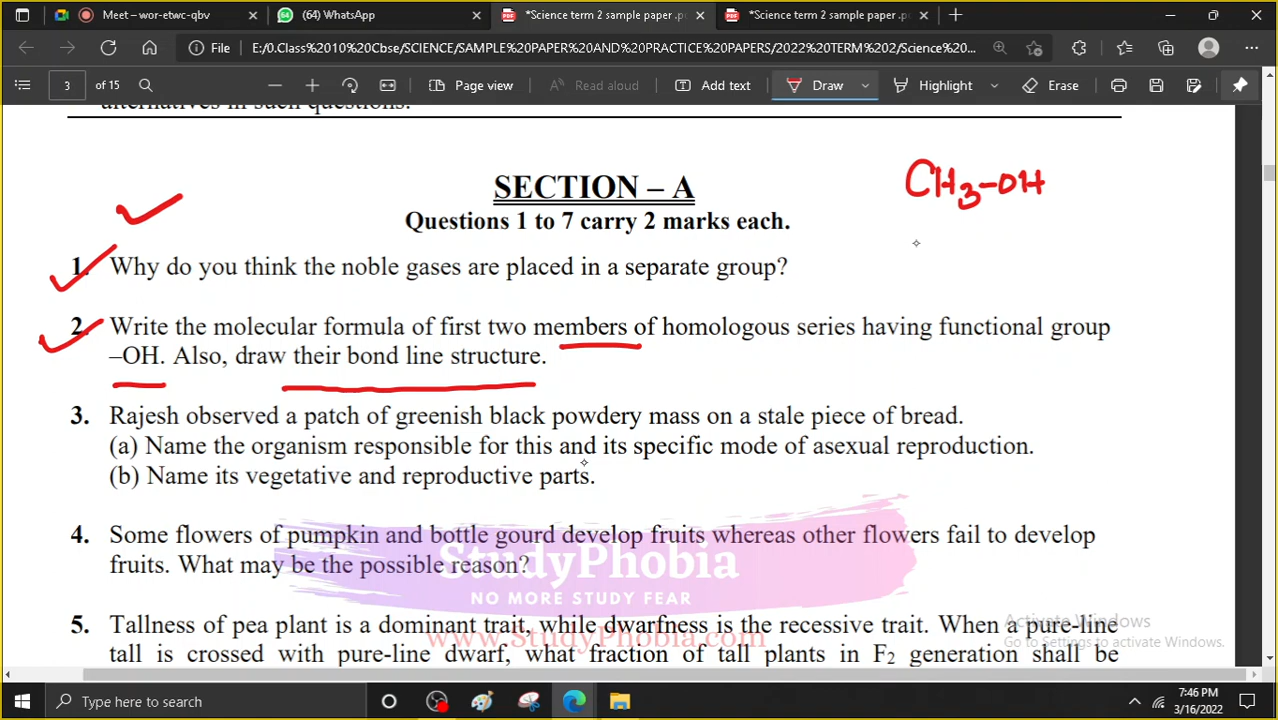 Meet – wor-etwc-qbv
(64) WhatsApp
*Science term 2 sample paper .p
*Science term 2 sample paper .p
File
E:/0.Class%2010%20Cbse/SCIENCE/SAMPLE%20PAPER%20AND%20PRACTICE%20PAPERS/2022%20TERM%202/Science%20...
3 of 15
Page view
Read aloud
Add text
Draw
Highlight
Erase
alternatives in such questions.
SECTION – A
CH3-OH
Questions 1 to 7 carry 2 marks each.
1. Why do you think the noble gases are placed in a separate group?
2. Write the molecular formula of first two members of homologous series having functional group
–OH. Also, draw their bond line structure.
3. Rajesh observed a patch of greenish black powdery mass on a stale piece of bread.
(a) Name the organism responsible for this and its specific mode of asexual reproduction.
(b) Name its vegetative and reproductive parts.
4. Some flowers of pumpkin and bottle gourd develop fruits whereas other flowers fail to develop
fruits. What may be the possible reason?
StudyPhobia
NO MORE STUDY FEAR
www.StudyPhobia.com
5. Tallness of pea plant is a dominant trait, while dwarfness is the recessive trait. When a pure-line
tall is crossed with pure-line dwarf, what fraction of tall plants in F2 generation shall be
Activate Windows
Go to Settings to activate Windows.
Type here to search
7:46 PM
3/16/2022